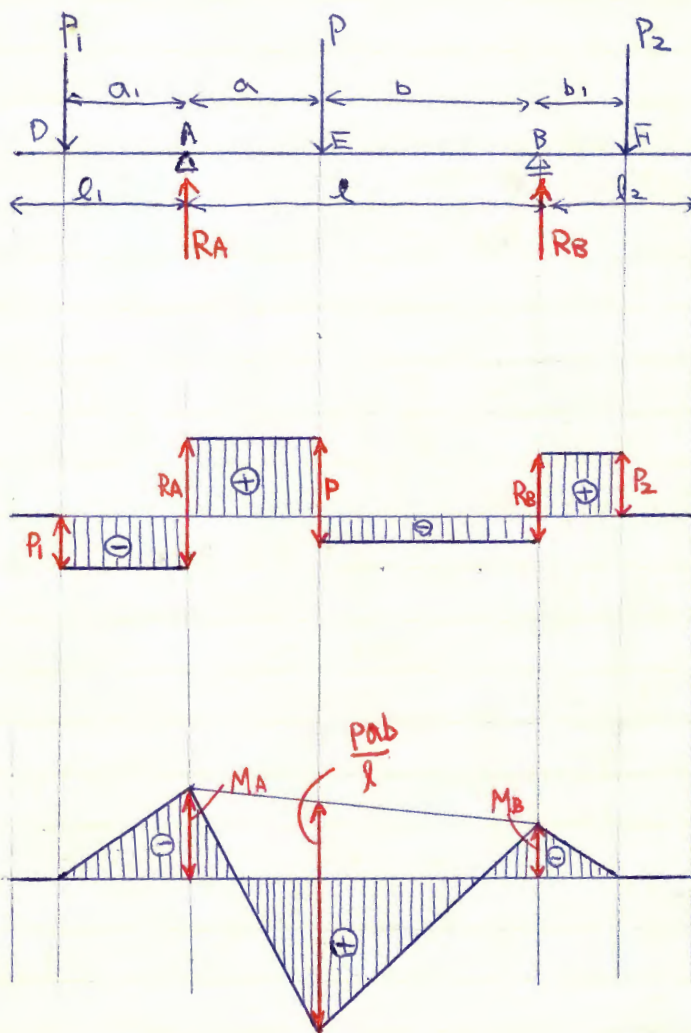 P1 P P2
a1 a b b1
D A E B F
l1 l l2
RA RB
RA + P RB + P2
P1 - -
Pab
l
MA MB
- -
+